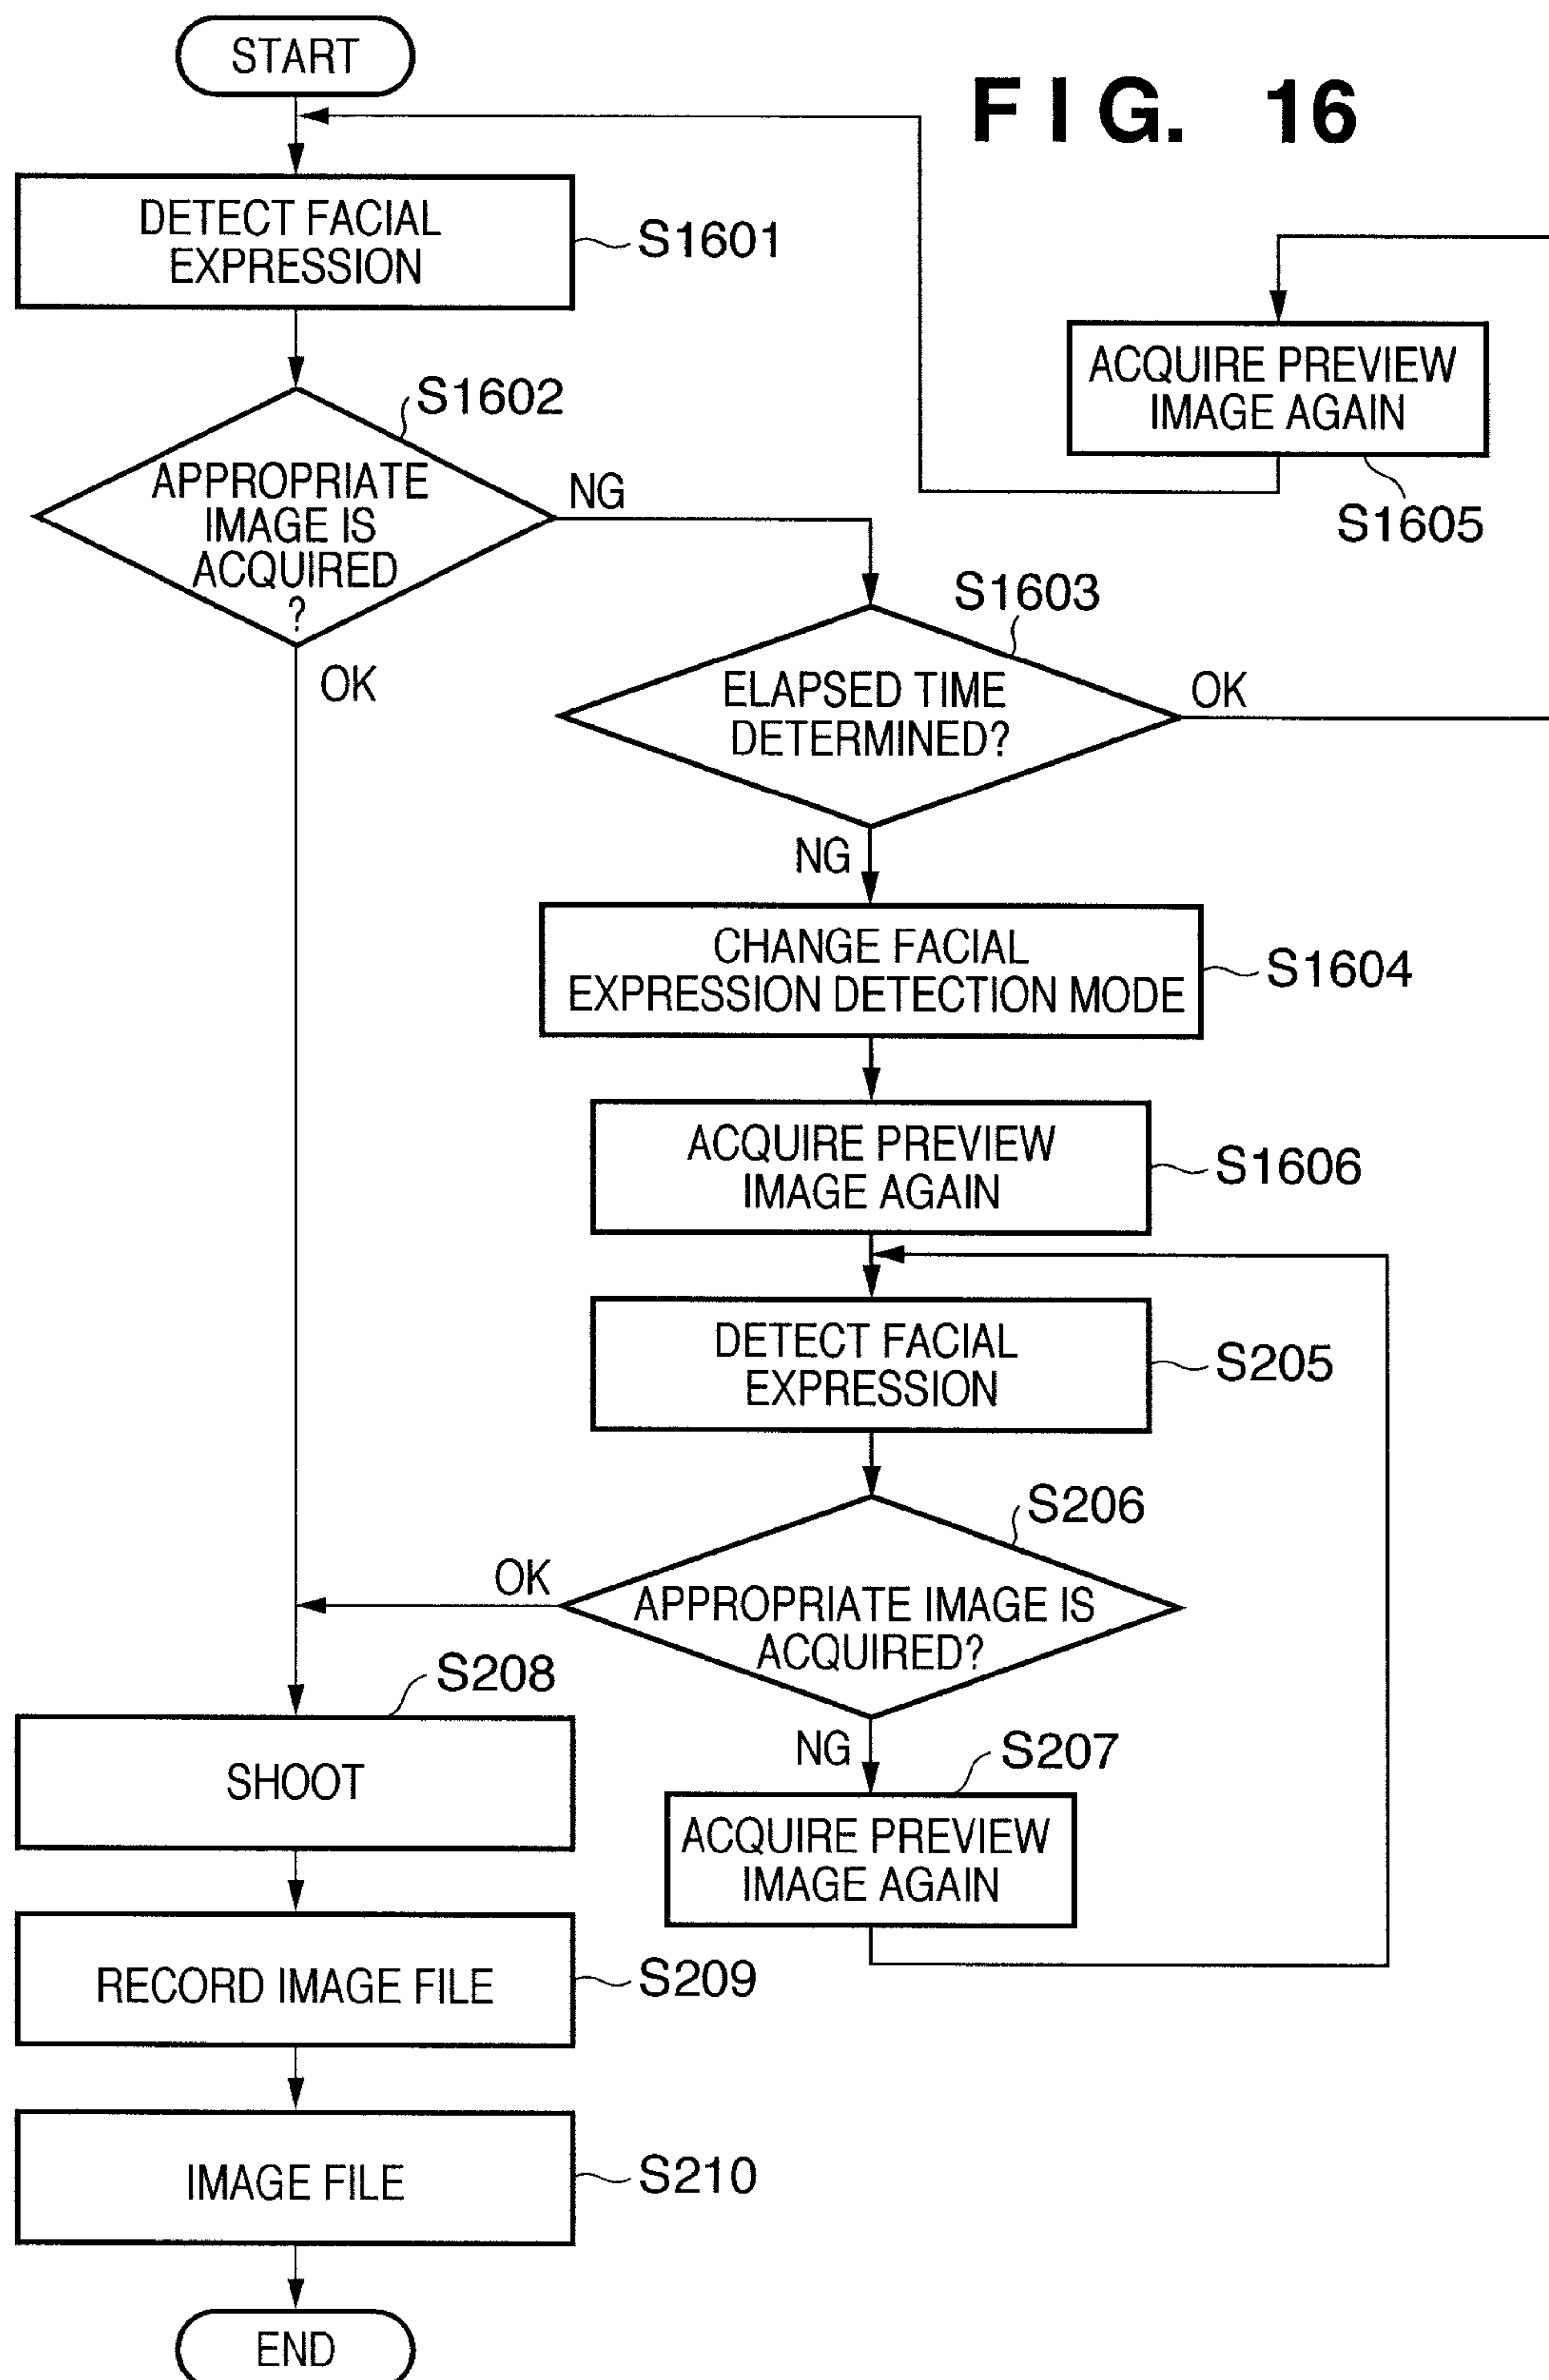 START
FIG. 16
DETECT FACIAL
EXPRESSION
S1601
ACQUIRE PREVIEW
IMAGE AGAIN
S1605
S1602
APPROPRIATE
IMAGE IS
ACQUIRED
?
NG
OK
S1603
ELAPSED TIME
DETERMINED?
OK
NG
CHANGE FACIAL
EXPRESSION DETECTION MODE
S1604
ACQUIRE PREVIEW
IMAGE AGAIN
S1606
DETECT FACIAL
EXPRESSION
S205
S206
APPROPRIATE IMAGE IS
ACQUIRED?
OK
NG
S207
ACQUIRE PREVIEW
IMAGE AGAIN
S208
SHOOT
RECORD IMAGE FILE
S209
IMAGE FILE
S210
END